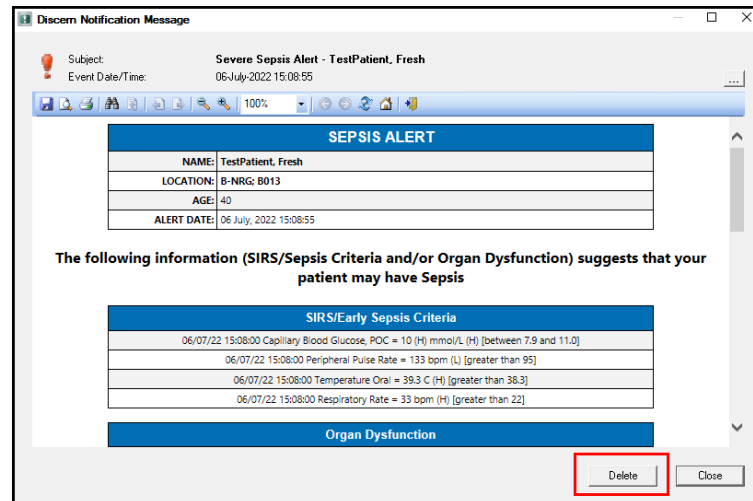 Discern Notification Message
Subject: Severe Sepsis Alert - TestPatient, Fresh
Event Date/Time: 06-July-2022 15:08:55
...
100%
SEPSIS ALERT
NAME: TestPatient, Fresh
LOCATION: B-NRG; B013
AGE: 40
ALERT DATE: 06 July, 2022 15:08:55
The following information (SIRS/Sepsis Criteria and/or Organ Dysfunction) suggests that your
patient may have Sepsis
SIRS/Early Sepsis Criteria
06/07/22 15:08:00 Capillary Blood Glucose, POC = 10 (H) mmol/L (H) [between 7.9 and 11.0]
06/07/22 15:08:00 Peripheral Pulse Rate = 133 bpm (L) [greater than 95]
06/07/22 15:08:00 Temperature Oral = 39.3 C (H) [greater than 38.3]
06/07/22 15:08:00 Respiratory Rate = 33 bpm (H) [greater than 22]
Organ Dysfunction
Delete Close